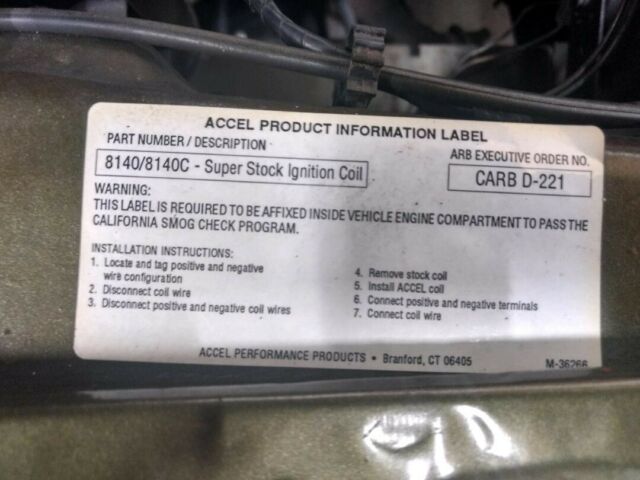 ACCEL PRODUCT INFORMATION LABEL
PART NUMBER / DESCRIPTION
8140/8140C - Super Stock Ignition Coil
ARB EXECUTIVE ORDER NO.
CARB D-221
WARNING:
THIS LABEL IS REQUIRED TO BE AFFIXED INSIDE VEHICLE ENGINE COMPARTMENT TO PASS THE
CALIFORNIA SMOG CHECK PROGRAM.
INSTALLATION INSTRUCTIONS:
1. Locate and tag positive and negative
wire configuration
2. Disconnect coil wire
3. Disconnect positive and negative coil wires
4. Remove stock coil
5. Install ACCEL coil
6. Connect positive and negative terminals
7. Connect coil wire
ACCEL PERFORMANCE PRODUCTS • Branford, CT 06405
M-36266